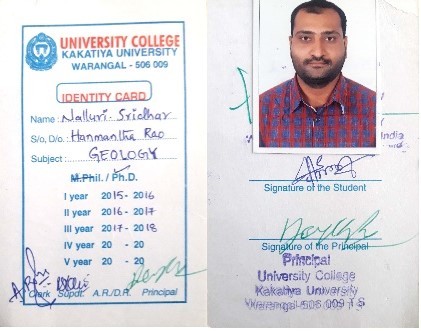 UNIVERSITY COLLEGE
KAKATIYA UNIVERSITY
WARANGAL - 506 009
IDENTITY CARD
Name : Nalluri. Sridhar
S/o, D/o. : Hanmantha Rao
Subject : GEOLOGY
M.Phil. / Ph.D.
I year 2015 - 2016
II year 2016 - 2017
III year 2017 - 2018
IV year 20 - 20
V year 20 - 20
Clerk Supdt. A.R./D.R. Principal
India
Signature of the Student
Signature of the Principal
Principal
University College
Kakatiya University
Warangal-506 009 T S